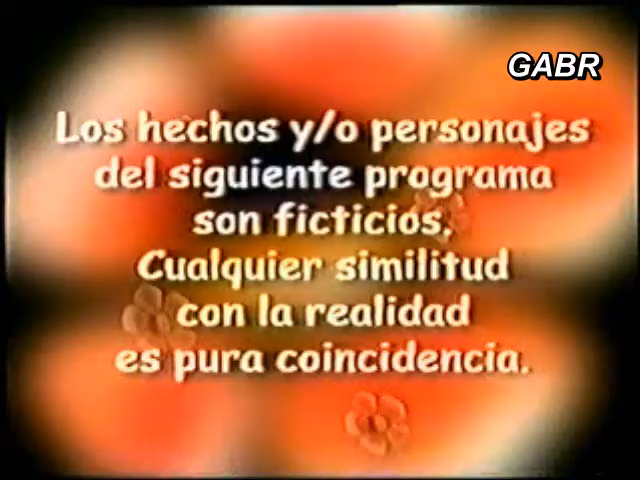 GABR
Los hechos y/o personajes
del siguiente programa
son ficticios.
Cualquier similitud
con la realidad
es pura coincidencia.